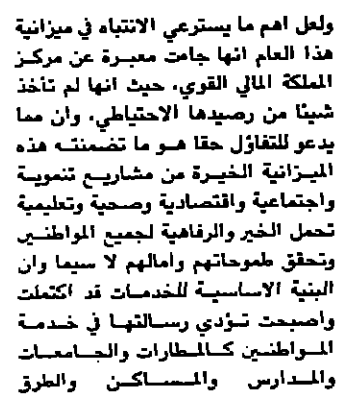 ولعل اهم ما يسترعي الانتباه في ميزانية
هذا العام انها جاءت معبرة عن مركز
المملكة المالي القوي، حيث انها لم تأخذ
شيئا من رصيدها الاحتياطي، وان مما
يدعو للتفاؤل حقا هو ما تضمنته هذه
الميزانية الخيرة من مشاريع تنموية
واجتماعية واقتصادية وصحية وتعليمية
تحمل الخير والرفاهية لجميع المواطنين
وتحقق طموحاتهم وامالهم لا سيما وان
البنية الاساسية للخدمات قد اكتملت
واصبحت تؤدي رسالتها في خدمة
المواطنين كالمطارات والجامعات
والمدارس والمساكن والطرق